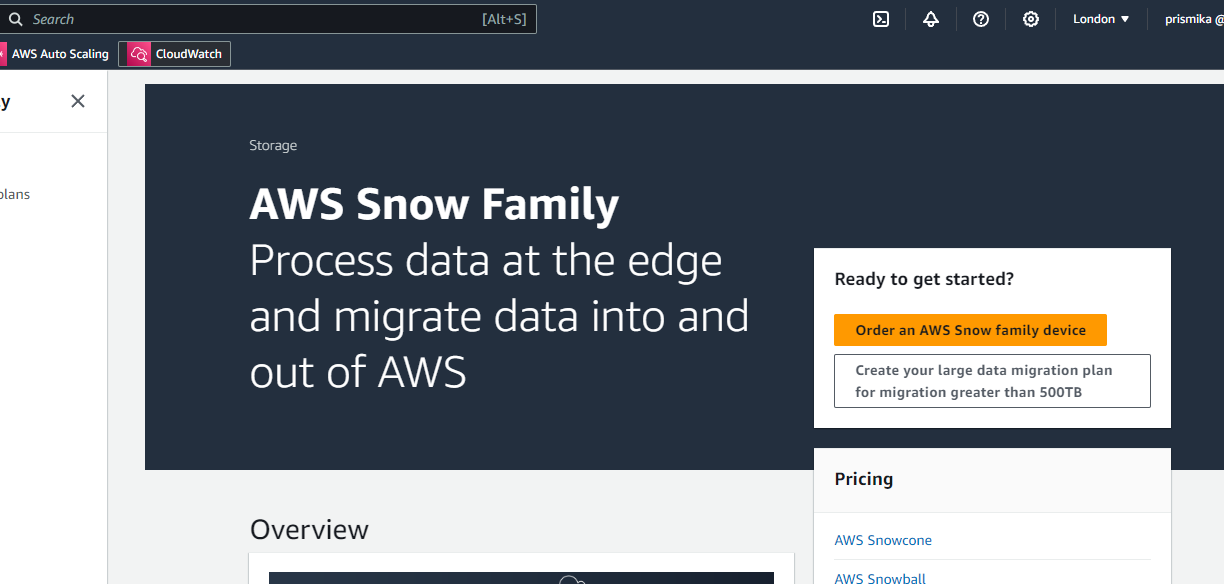 Search [Alt+S] London prismika @
AWS Auto Scaling CloudWatch
y
plans
Storage
AWS Snow Family
Process data at the edge
and migrate data into and
out of AWS
Ready to get started?
Order an AWS Snow family device
Create your large data migration plan
for migration greater than 500TB
Pricing
AWS Snowcone
AWS Snowball
Overview